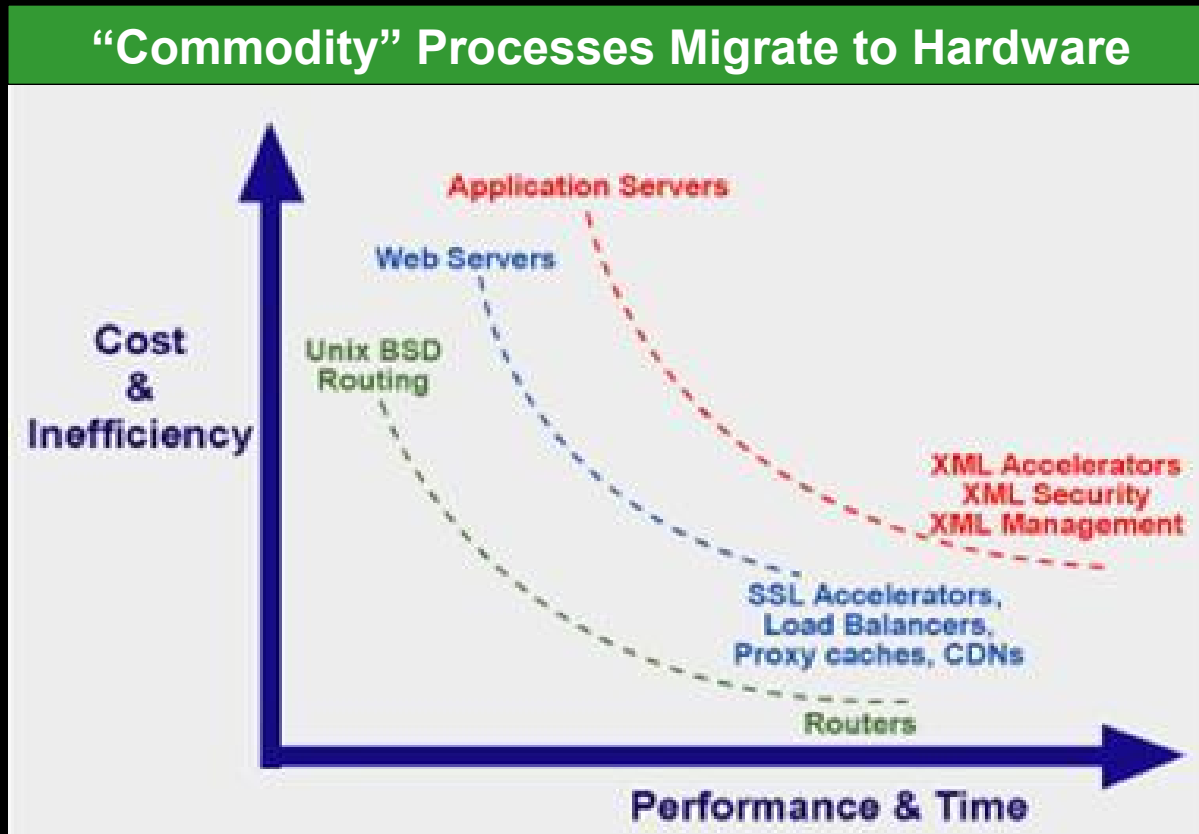 “Commodity” Processes Migrate to Hardware
Application Servers
Web Servers
Unix BSD
Routing
Cost
&
Inefficiency
XML Accelerators
XML Security
XML Management
SSL Accelerators,
Load Balancers,
Proxy caches, CDNs
Routers
Performance & Time